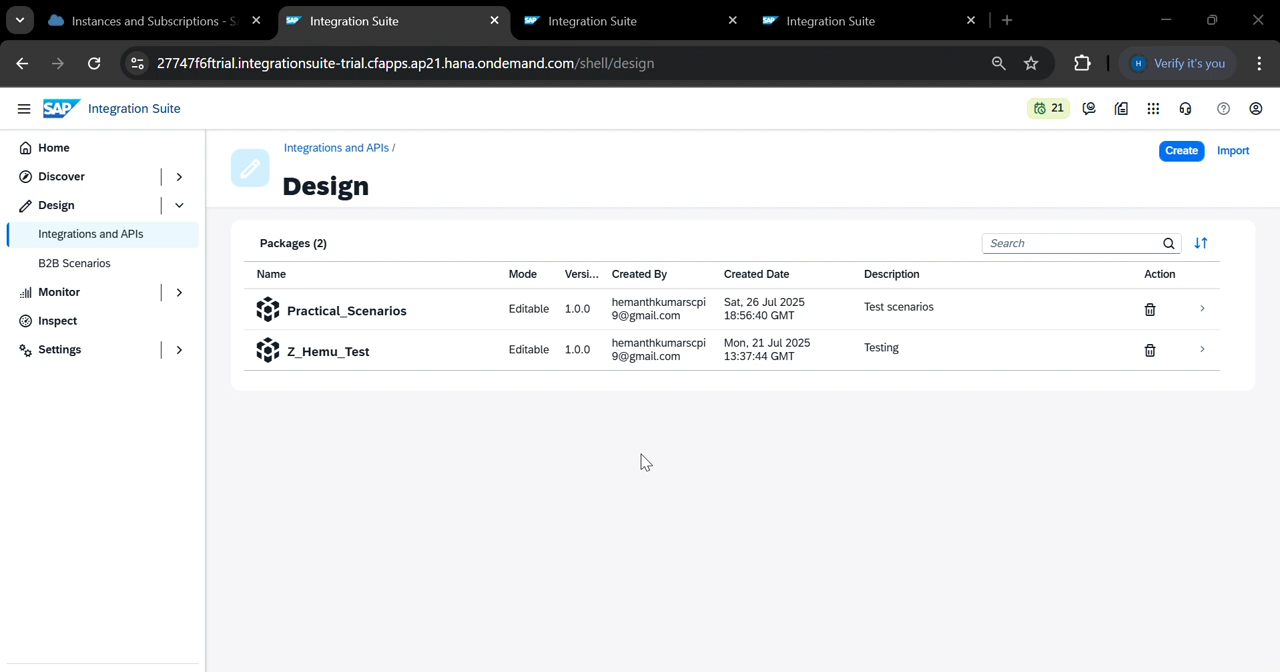 Instances and Subscriptions - S
Integration Suite
Integration Suite
Integration Suite
27747f6ftrial.integrationsuite-trial.cfapps.ap21.hana.ondemand.com/shell/design
H
Verify it's you
SAP
Integration Suite
21
Home
Discover
Design
Integrations and APIs
B2B Scenarios
Monitor
Inspect
Settings
Integrations and APIs /
Design
Create
Import
Packages (2)
Search
Name Mode Versi... Created By Created Date Description Action
Practical_Scenarios Editable 1.0.0 hemanthkumarscpi Sat, 26 Jul 2025 Test scenarios
9@gmail.com 18:56:40 GMT
Z_Hemu_Test Editable 1.0.0 hemanthkumarscpi Mon, 21 Jul 2025 Testing
9@gmail.com 13:37:44 GMT